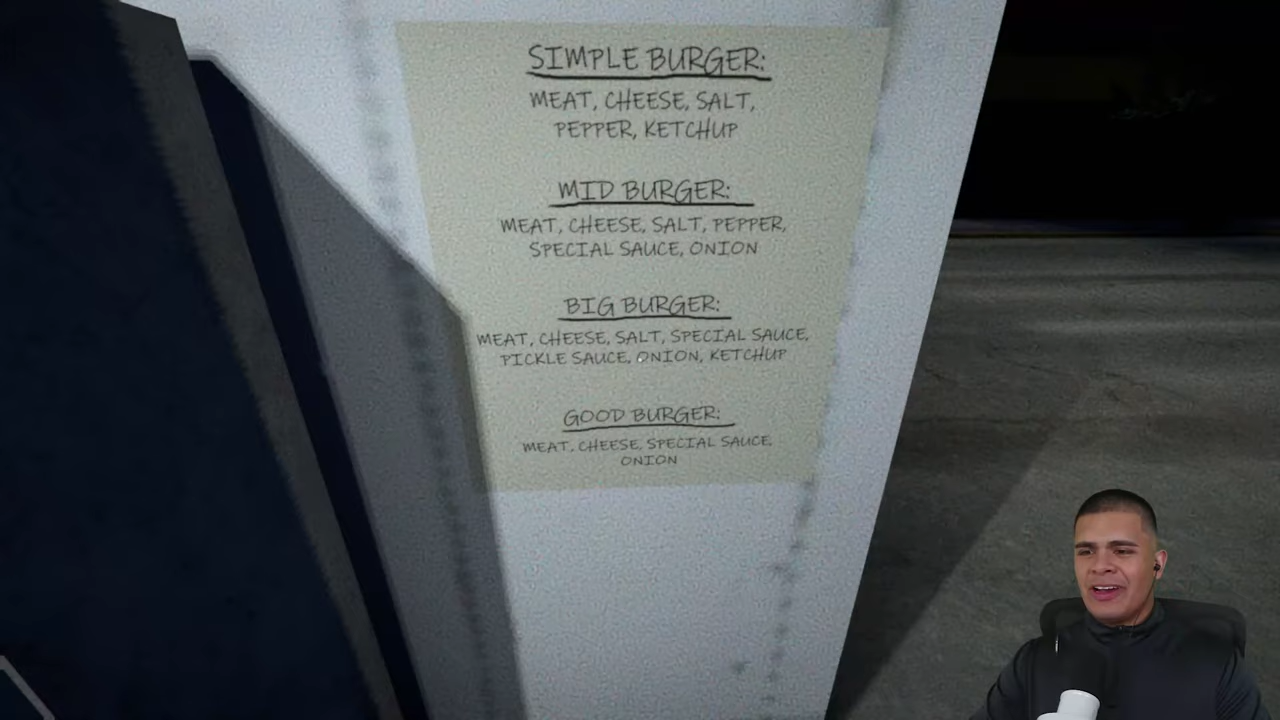 SIMPLE BURGER:
MEAT, CHEESE, SALT,
PEPPER, KETCHUP
MID BURGER:
MEAT, CHEESE, SALT, PEPPER,
SPECIAL SAUCE, ONION
BIG BURGER:
MEAT, CHEESE, SALT, SPECIAL SAUCE,
PICKLE SAUCE, ONION, KETCHUP
GOOD BURGER:
MEAT, CHEESE, SPECIAL SAUCE,
ONION